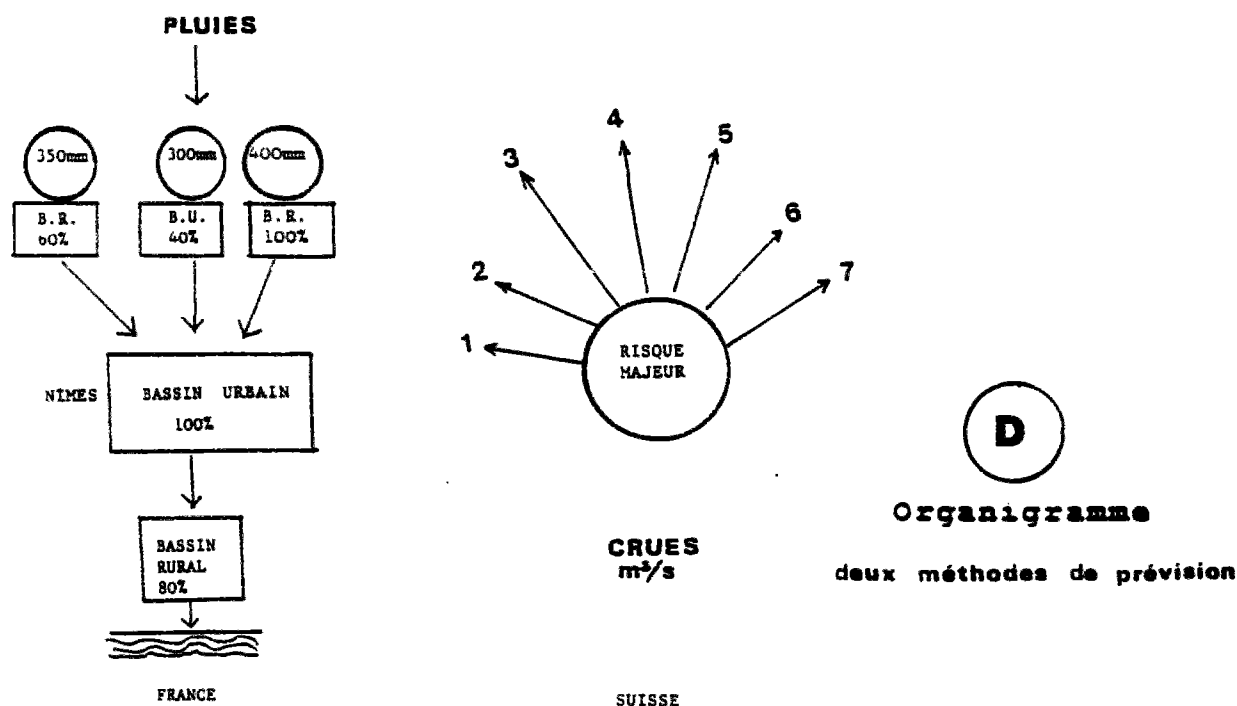 PLUIES
350mm
300mm
400mm
B.R.
60%
B.U.
40%
B.R.
100%
NÎMES
BASSIN URBAIN
100%
BASSIN
RURAL
80%
FRANCE
1
2
3
4
5
6
7
RISQUE
MAJEUR
CRUES
m³/s
SUISSE
D
Organigramme
deux méthodes de prévision